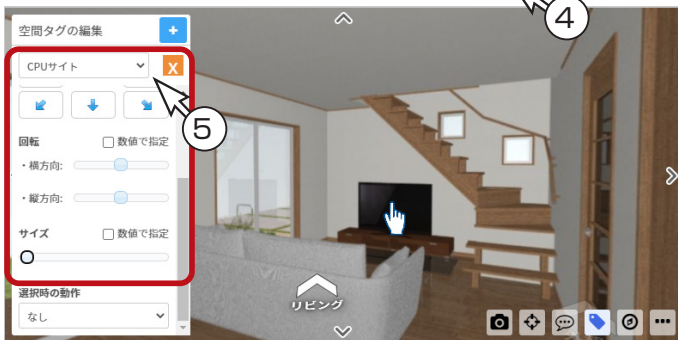 ④
空間タグの編集 +
CPUサイト X
⑤
回転 数値で指定
・横方向:
・縦方向:
サイズ 数値で指定
選択時の動作
なし
リビング